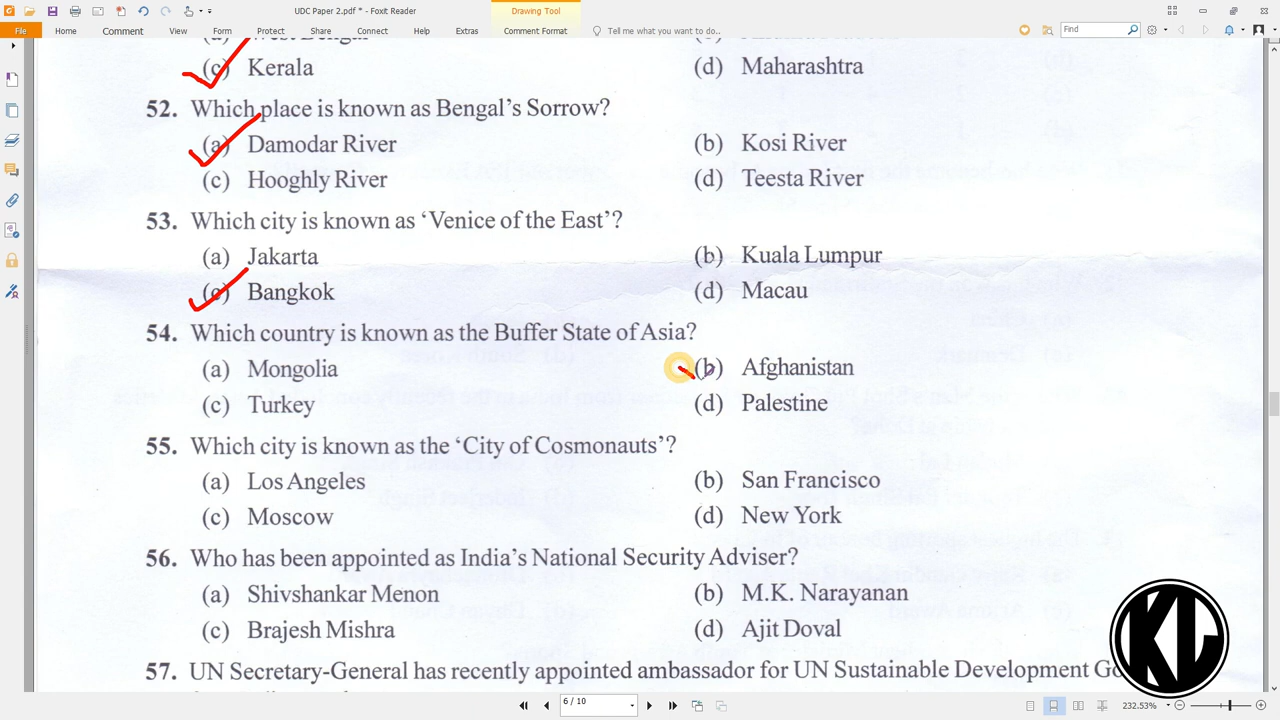 UDC Paper 2.pdf * - Foxit Reader
Drawing Tool
File
Home
Comment
View
Form
Protect
Share
Connect
Help
Extras
Comment Format
Tell me what you want to do..
Find
(c) Kerala
(d) Maharashtra
52. Which place is known as Bengal's Sorrow?
(a) Damodar River
(b) Kosi River
(c) Hooghly River
(d) Teesta River
53. Which city is known as 'Venice of the East'?
(a) Jakarta
(b) Kuala Lumpur
(c) Bangkok
(d) Macau
54. Which country is known as the Buffer State of Asia?
(a) Mongolia
(b) Afghanistan
(c) Turkey
(d) Palestine
55. Which city is known as the 'City of Cosmonauts'?
(a) Los Angeles
(b) San Francisco
(c) Moscow
(d) New York
56. Who has been appointed as India's National Security Adviser?
(a) Shivshankar Menon
(b) M.K. Narayanan
(c) Brajesh Mishra
(d) Ajit Doval
57. UN Secretary-General has recently appointed ambassador for UN Sustainable Development Go
KL
6 / 10
232.53%